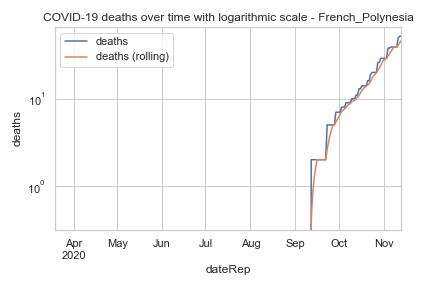 COVID-19 deaths over time with logarithmic scale - French_Polynesia
deaths
deaths (rolling)
10¹
10⁰
deaths
Apr May Jun Jul Aug Sep Oct Nov
2020
dateRep